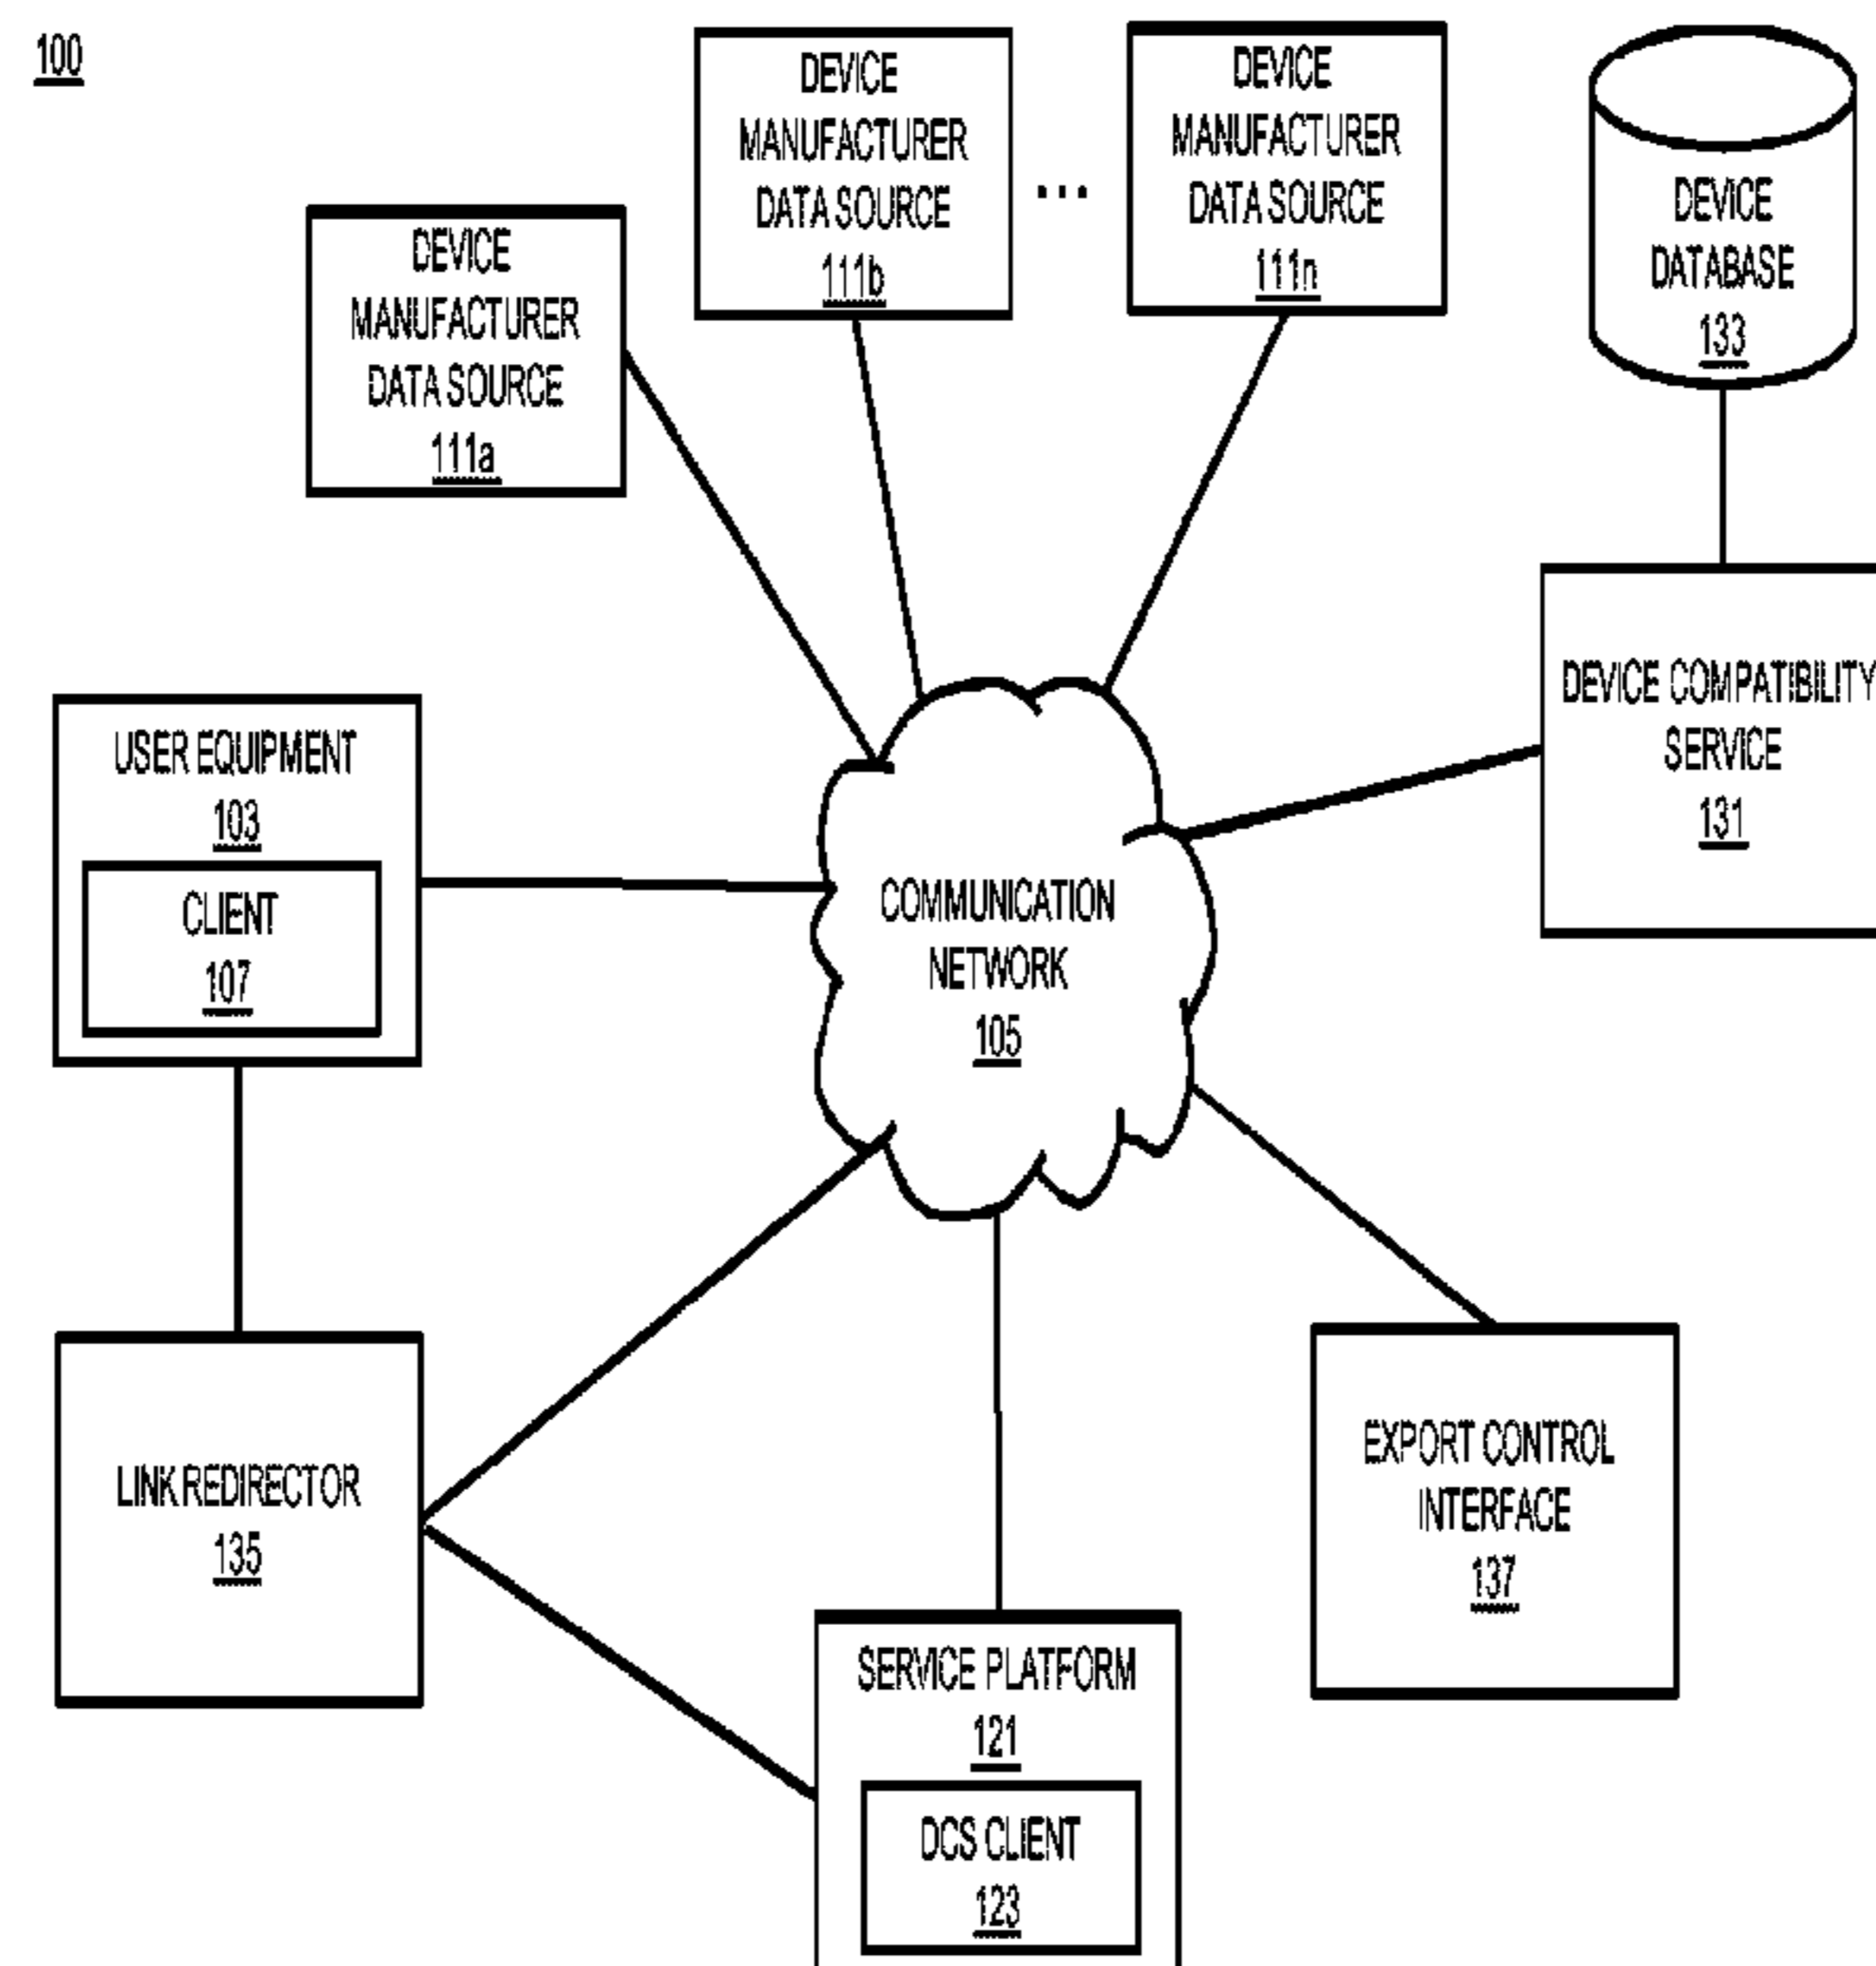 100
DEVICE
MANUFACTURER
DATA SOURCE
111a
DEVICE
MANUFACTURER
DATA SOURCE
111b
...
DEVICE
MANUFACTURER
DATA SOURCE
111n
DEVICE
DATABASE
133
USER EQUIPMENT
103
CLIENT
107
COMMUNICATION
NETWORK
105
DEVICE COMPATIBILITY
SERVICE
131
LINK REDIRECTOR
135
SERVICE PLATFORM
121
DCS CLIENT
123
EXPORT CONTROL
INTERFACE
137